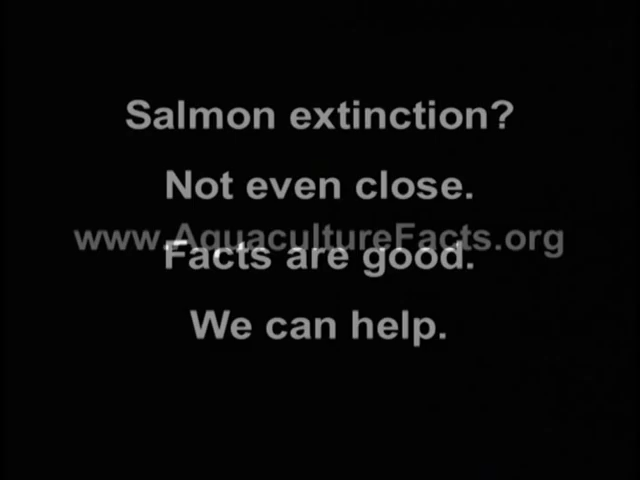 Salmon extinction?
Not even close.
www.AquacultureFacts.org
Facts are good.
We can help.